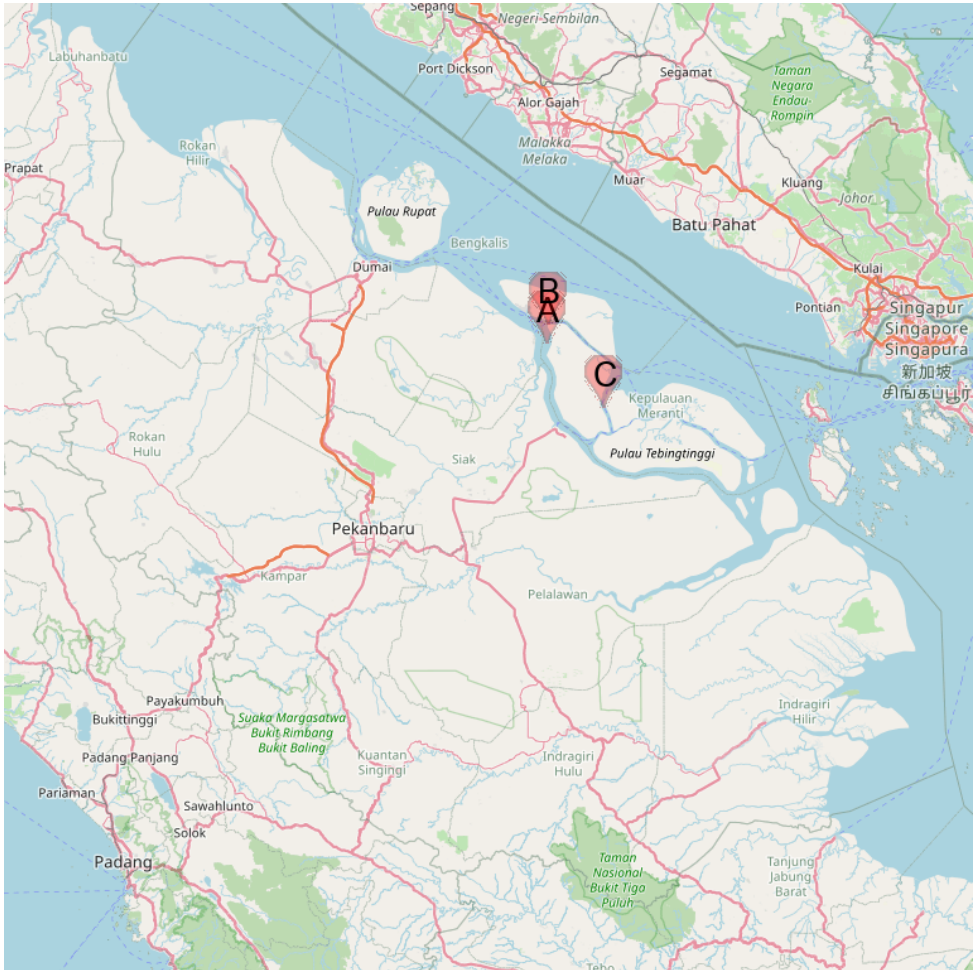 Sepang
Negeri Sembilan
Labuhanbatu
Port Dickson
Segamat
Taman
Negara
Endau-
Rompin
Alor Gajah
Malakka
Melaka
Rokan
Hilir
Prapat
Muar
Kluang
Johor
Pulau Rupat
Batu Pahat
Bengkalis
Dumai
Kulai
B
A
Pontian
Singapur
Singapore
Singapura
新加坡
சிங்கப்பூர்
C
Kepulauan
Meranti
Rokan
Hulu
Siak
Pulau Tebingtinggi
Pekanbaru
Kampar
Pelalawan
Payakumbuh
Bukittinggi
Suaka Margasatwa
Bukit Rimbang
Bukit Baling
Indragiri
Hilir
Padang Panjang
Kuantan
Singingi
Indragiri
Hulu
Pariaman
Sawahlunto
Solok
Padang
Taman
Nasional
Bukit Tiga
Puluh
Tanjung
Jabung
Barat
Tebo